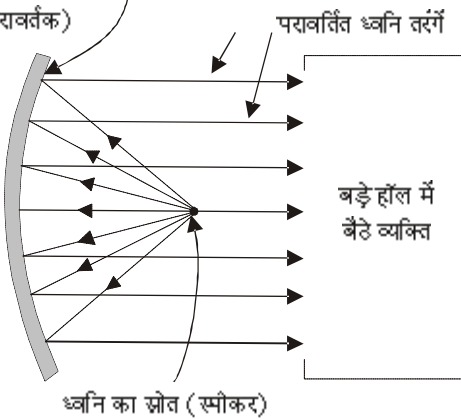 रावर्तक)
परावर्तित ध्वनि तरंगें
बड़े हॉल में
बैठे व्यक्ति
ध्वनि का स्रोत (स्पीकर)